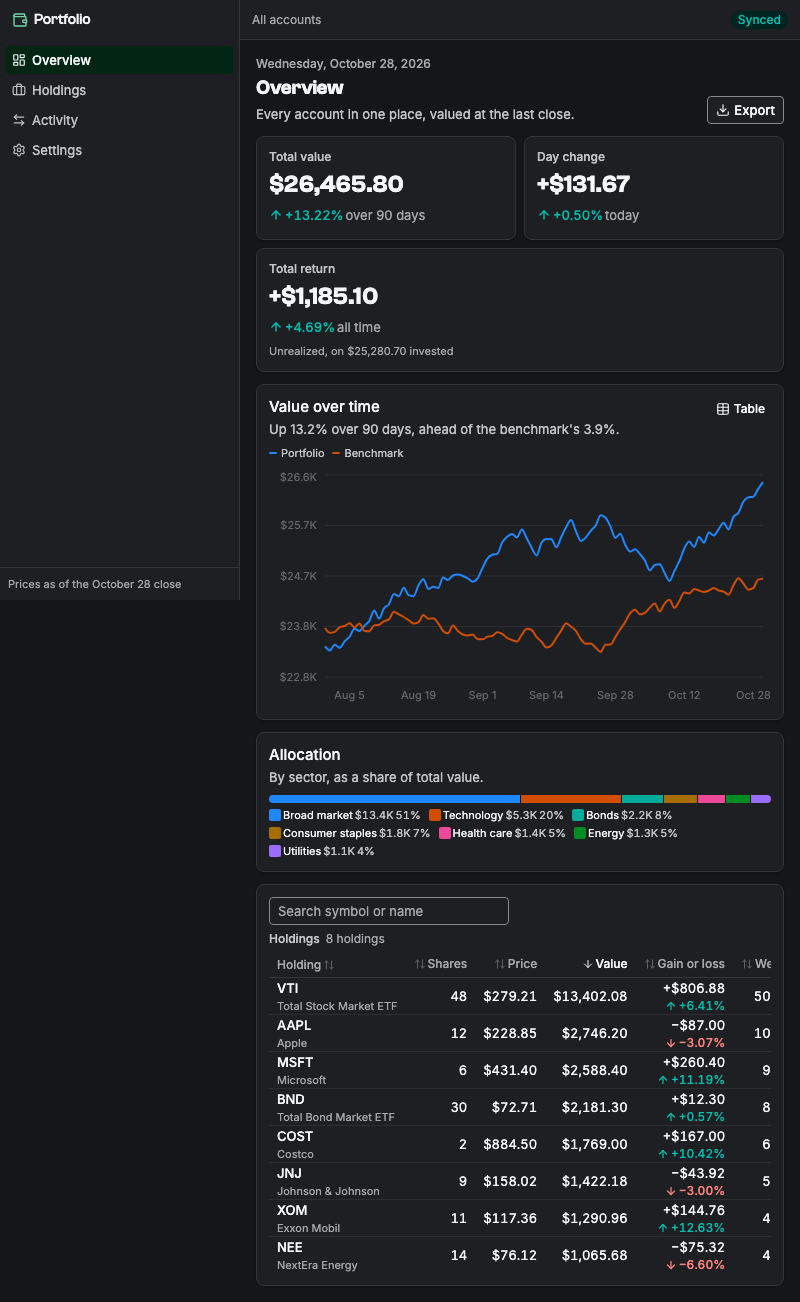 Portfolio
Overview
Holdings
Activity
Settings
Prices as of the October 28 close
All accounts
Synced
Wednesday, October 28, 2026
Overview
Every account in one place, valued at the last close.
Export
Total value
$26,465.80
+13.22% over 90 days
Day change
+$131.67
+0.50% today
Total return
+$1,185.10
+4.69% all time
Unrealized, on $25,280.70 invested
Value over time
Table
Up 13.2% over 90 days, ahead of the benchmark's 3.9%.
Portfolio Benchmark
$26.6K
$25.7K
$24.7K
$23.8K
$22.8K
Aug 5 Aug 19 Sep 1 Sep 14 Sep 28 Oct 12 Oct 28
Allocation
By sector, as a share of total value.
Broad market $13.4K 51% Technology $5.3K 20% Bonds $2.2K 8%
Consumer staples $1.8K 7% Health care $1.4K 5% Energy $1.3K 5%
Utilities $1.1K 4%
Search symbol or name
Holdings 8 holdings
Holding Shares Price Value Gain or loss We
VTI 48 $279.21 $13,402.08 +$806.88 50
Total Stock Market ETF +6.41%
AAPL 12 $228.85 $2,746.20 −$87.00 10
Apple −3.07%
MSFT 6 $431.40 $2,588.40 +$260.40 9
Microsoft +11.19%
BND 30 $72.71 $2,181.30 +$12.30 8
Total Bond Market ETF +0.57%
COST 2 $884.50 $1,769.00 +$167.00 6
Costco +10.42%
JNJ 9 $158.02 $1,422.18 −$43.92 5
Johnson & Johnson −3.00%
XOM 11 $117.36 $1,290.96 +$144.76 4
Exxon Mobil +12.63%
NEE 14 $76.12 $1,065.68 −$75.32 4
NextEra Energy −6.60%